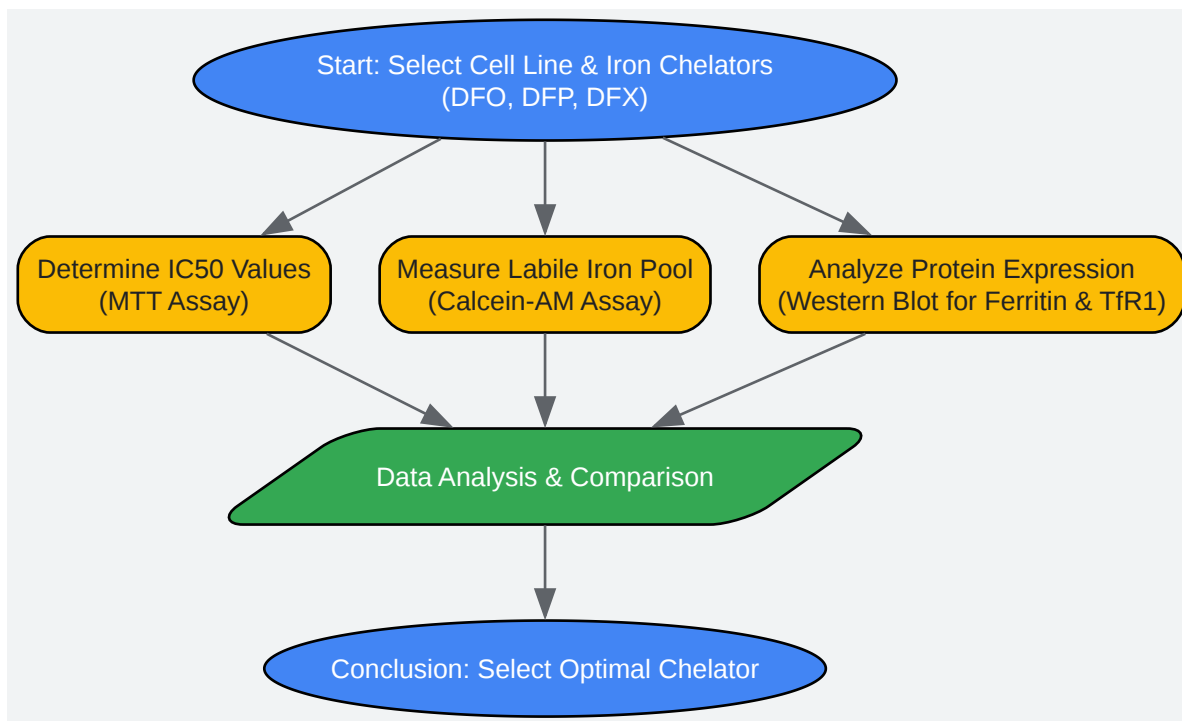 Start: Select Cell Line & Iron Chelators
(DFO, DFP, DFX)
Determine IC50 Values
(MTT Assay)
Measure Labile Iron Pool
(Calcein-AM Assay)
Analyze Protein Expression
(Western Blot for Ferritin & TfR1)
Data Analysis & Comparison
Conclusion: Select Optimal Chelator